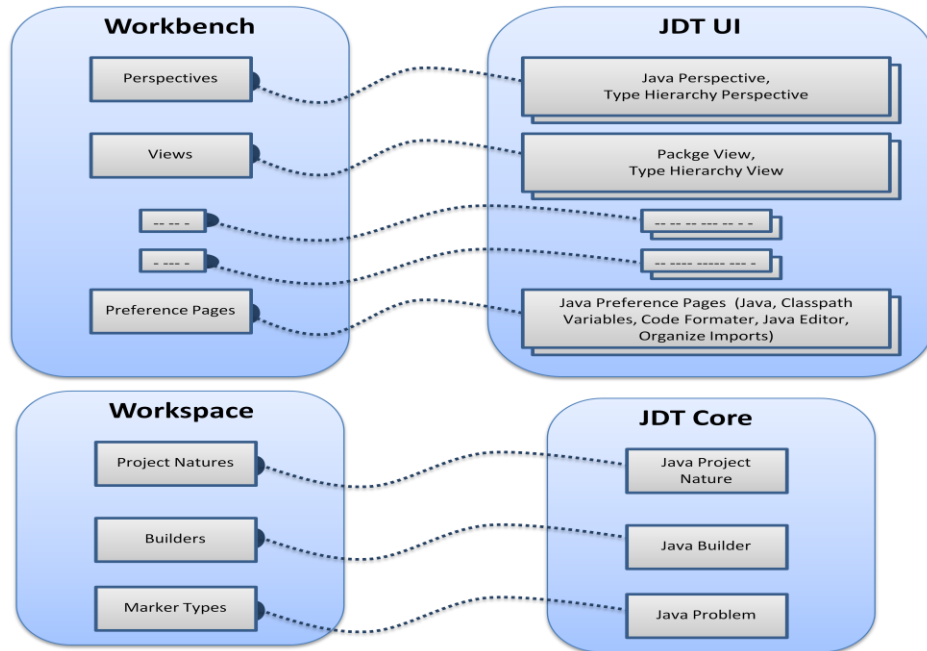 Workbench
Perspectives
Views
-- -- -
- --- -
Preference Pages
JDT UI
Java Perspective,
Type Hierarchy Perspective
Packge View,
Type Hierarchy View
-- -- -- --- -- - -
-- ---- ----- --- -
Java Preference Pages (Java, Classpath
Variables, Code Formater, Java Editor,
Organize Imports)
Workspace
Project Natures
Builders
Marker Types
JDT Core
Java Project
Nature
Java Builder
Java Problem